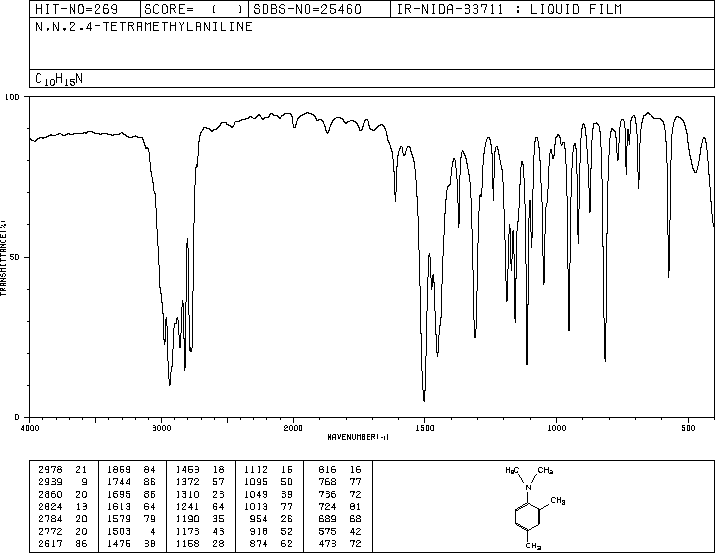 HIT-NO=269 SCORE= ( ) SDBS-NO=25460 IR-NIDA-33711 : LIQUID FILM
N.N.2.4-TETRAMETHYLANILINE
C10H15N
100
50
0
TRANSMITTANCE(%)
4000 3000 2000 1500 1000 500
WAVENUMBER(-1)
2978 21 1869 84 1453 18 1112 16 816 16
2939 9 1744 86 1372 57 1095 50 768 77
2860 20 1695 86 1310 23 1049 39 736 72
2824 13 1613 64 1241 64 1013 77 724 81
2784 20 1579 79 1190 35 954 26 689 68
2772 20 1503 4 1173 43 918 52 575 42
2617 86 1476 38 1158 28 874 62 473 72
H3C CH3
N
CH3
CH3